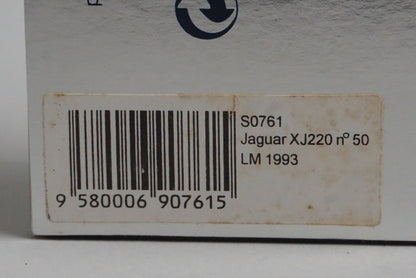 S0761
Jaguar XJ220 nº 50
LM 1993
9 580006 907615